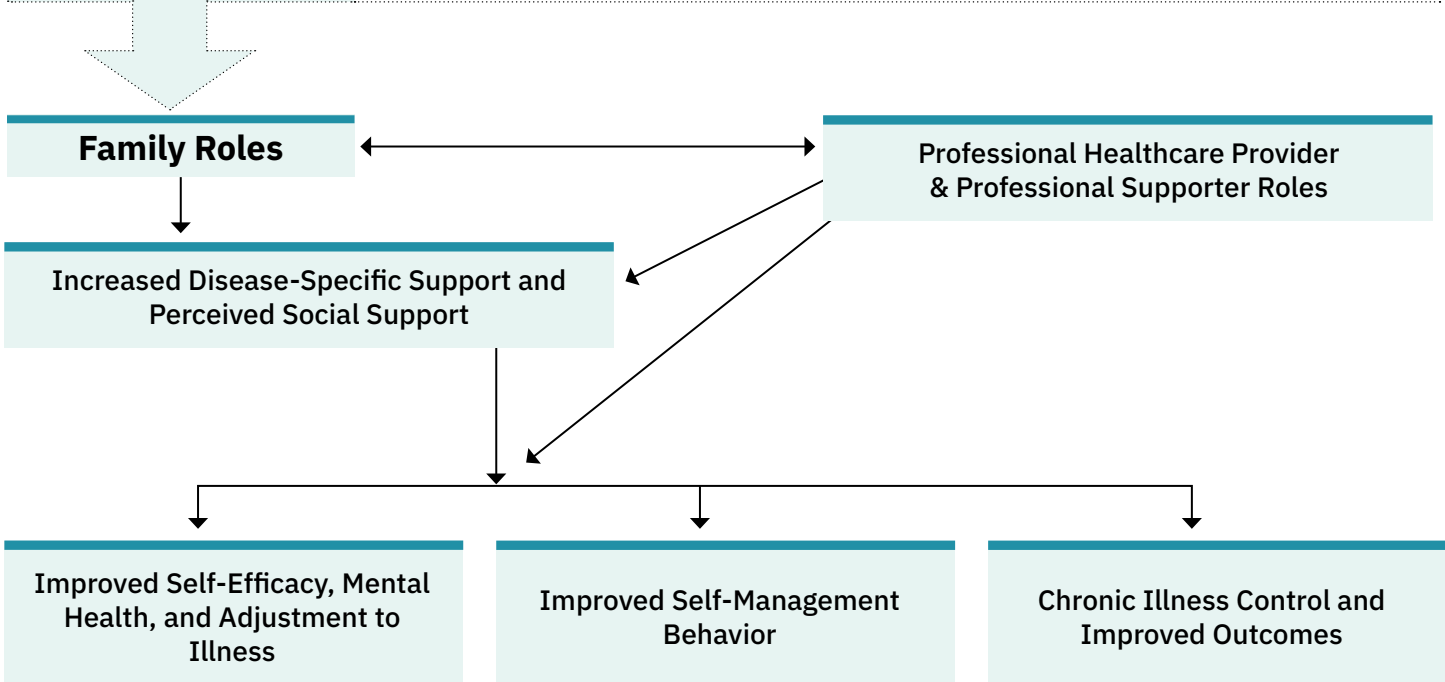 Family Roles
Professional Healthcare Provider
& Professional Supporter Roles
Increased Disease-Specific Support and
Perceived Social Support
Improved Self-Efficacy, Mental
Health, and Adjustment to
Illness
Improved Self-Management
Behavior
Chronic Illness Control and
Improved Outcomes